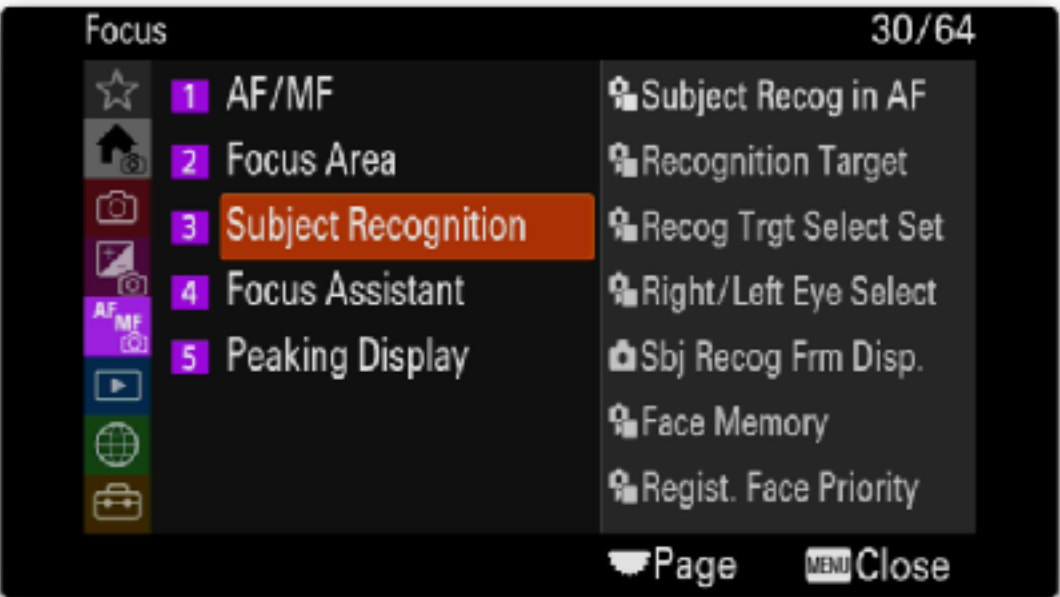 Focus 30/64
1 AF/MF
2 Focus Area
3 Subject Recognition
4 Focus Assistant
5 Peaking Display
AF MF
Subject Recog in AF
Recognition Target
Recog Trgt Select Set
Right/Left Eye Select
Sbj Recog Frm Disp.
Face Memory
Regist. Face Priority
Page MENU Close